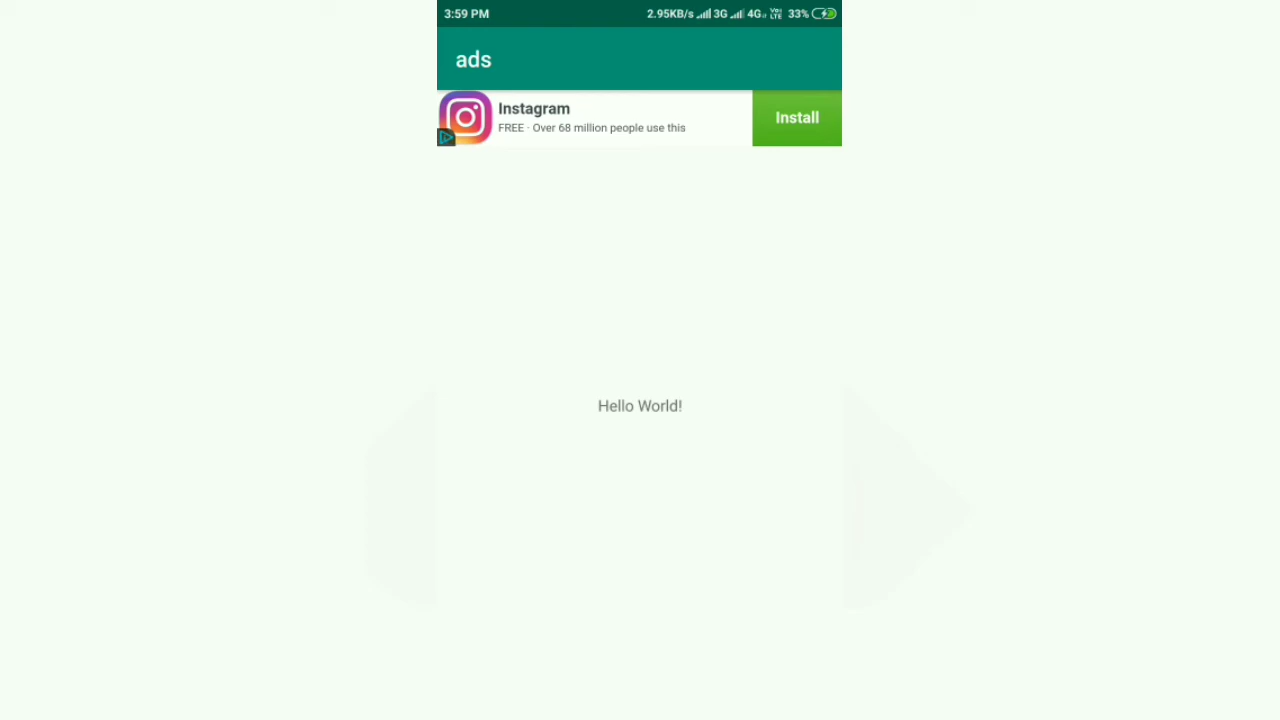 3:59 PM 2.95KB/s 3G 4G VoLTE 33%
ads
Instagram
FREE · Over 68 million people use this
Install
Hello World!